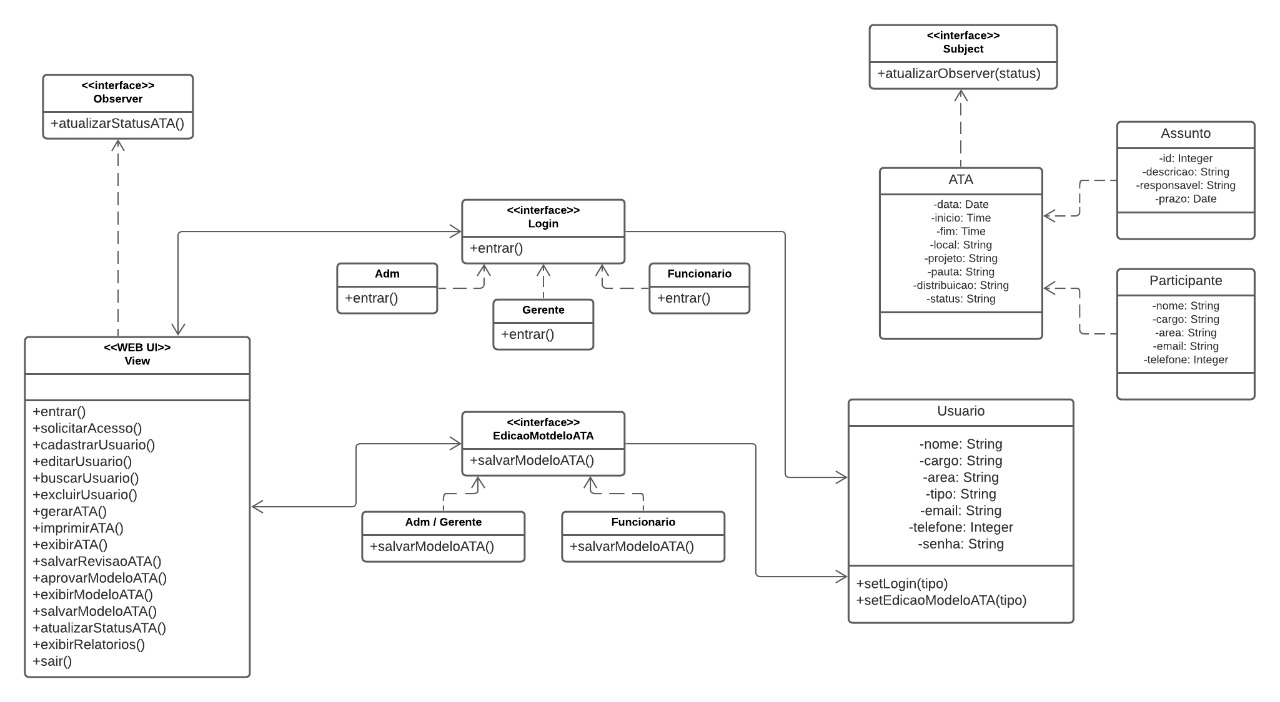 <<interface>>
Subject
+atualizarObserver(status)
<<interface>>
Observer
+atualizarStatusATA()
Assunto
-id: Integer
-descricao: String
-responsavel: String
-prazo: Date
ATA
-data: Date
-inicio: Time
-fim: Time
-local: String
-projeto: String
-pauta: String
-distribuicao: String
-status: String
<<interface>>
Login
+entrar()
Adm
+entrar()
Gerente
+entrar()
Funcionario
+entrar()
Participante
-nome: String
-cargo: String
-area: String
-email: String
-telefone: Integer
<<WEB UI>>
View
+entrar()
+solicitarAcesso()
+cadastrarUsuario()
+editarUsuario()
+buscarUsuario()
+excluirUsuario()
+gerarATA()
+imprimirATA()
+exibirATA()
+salvarRevisaoATA()
+aprovarModeloATA()
+exibirModeloATA()
+salvarModeloATA()
+atualizarStatusATA()
+exibirRelatorios()
+sair()
<<interface>>
EdicaoMotdeloATA
+salvarModeloATA()
Adm / Gerente
+salvarModeloATA()
Funcionario
+salvarModeloATA()
Usuario
-nome: String
-cargo: String
-area: String
-tipo: String
-email: String
-telefone: Integer
-senha: String
+setLogin(tipo)
+setEdicaoModeloATA(tipo)